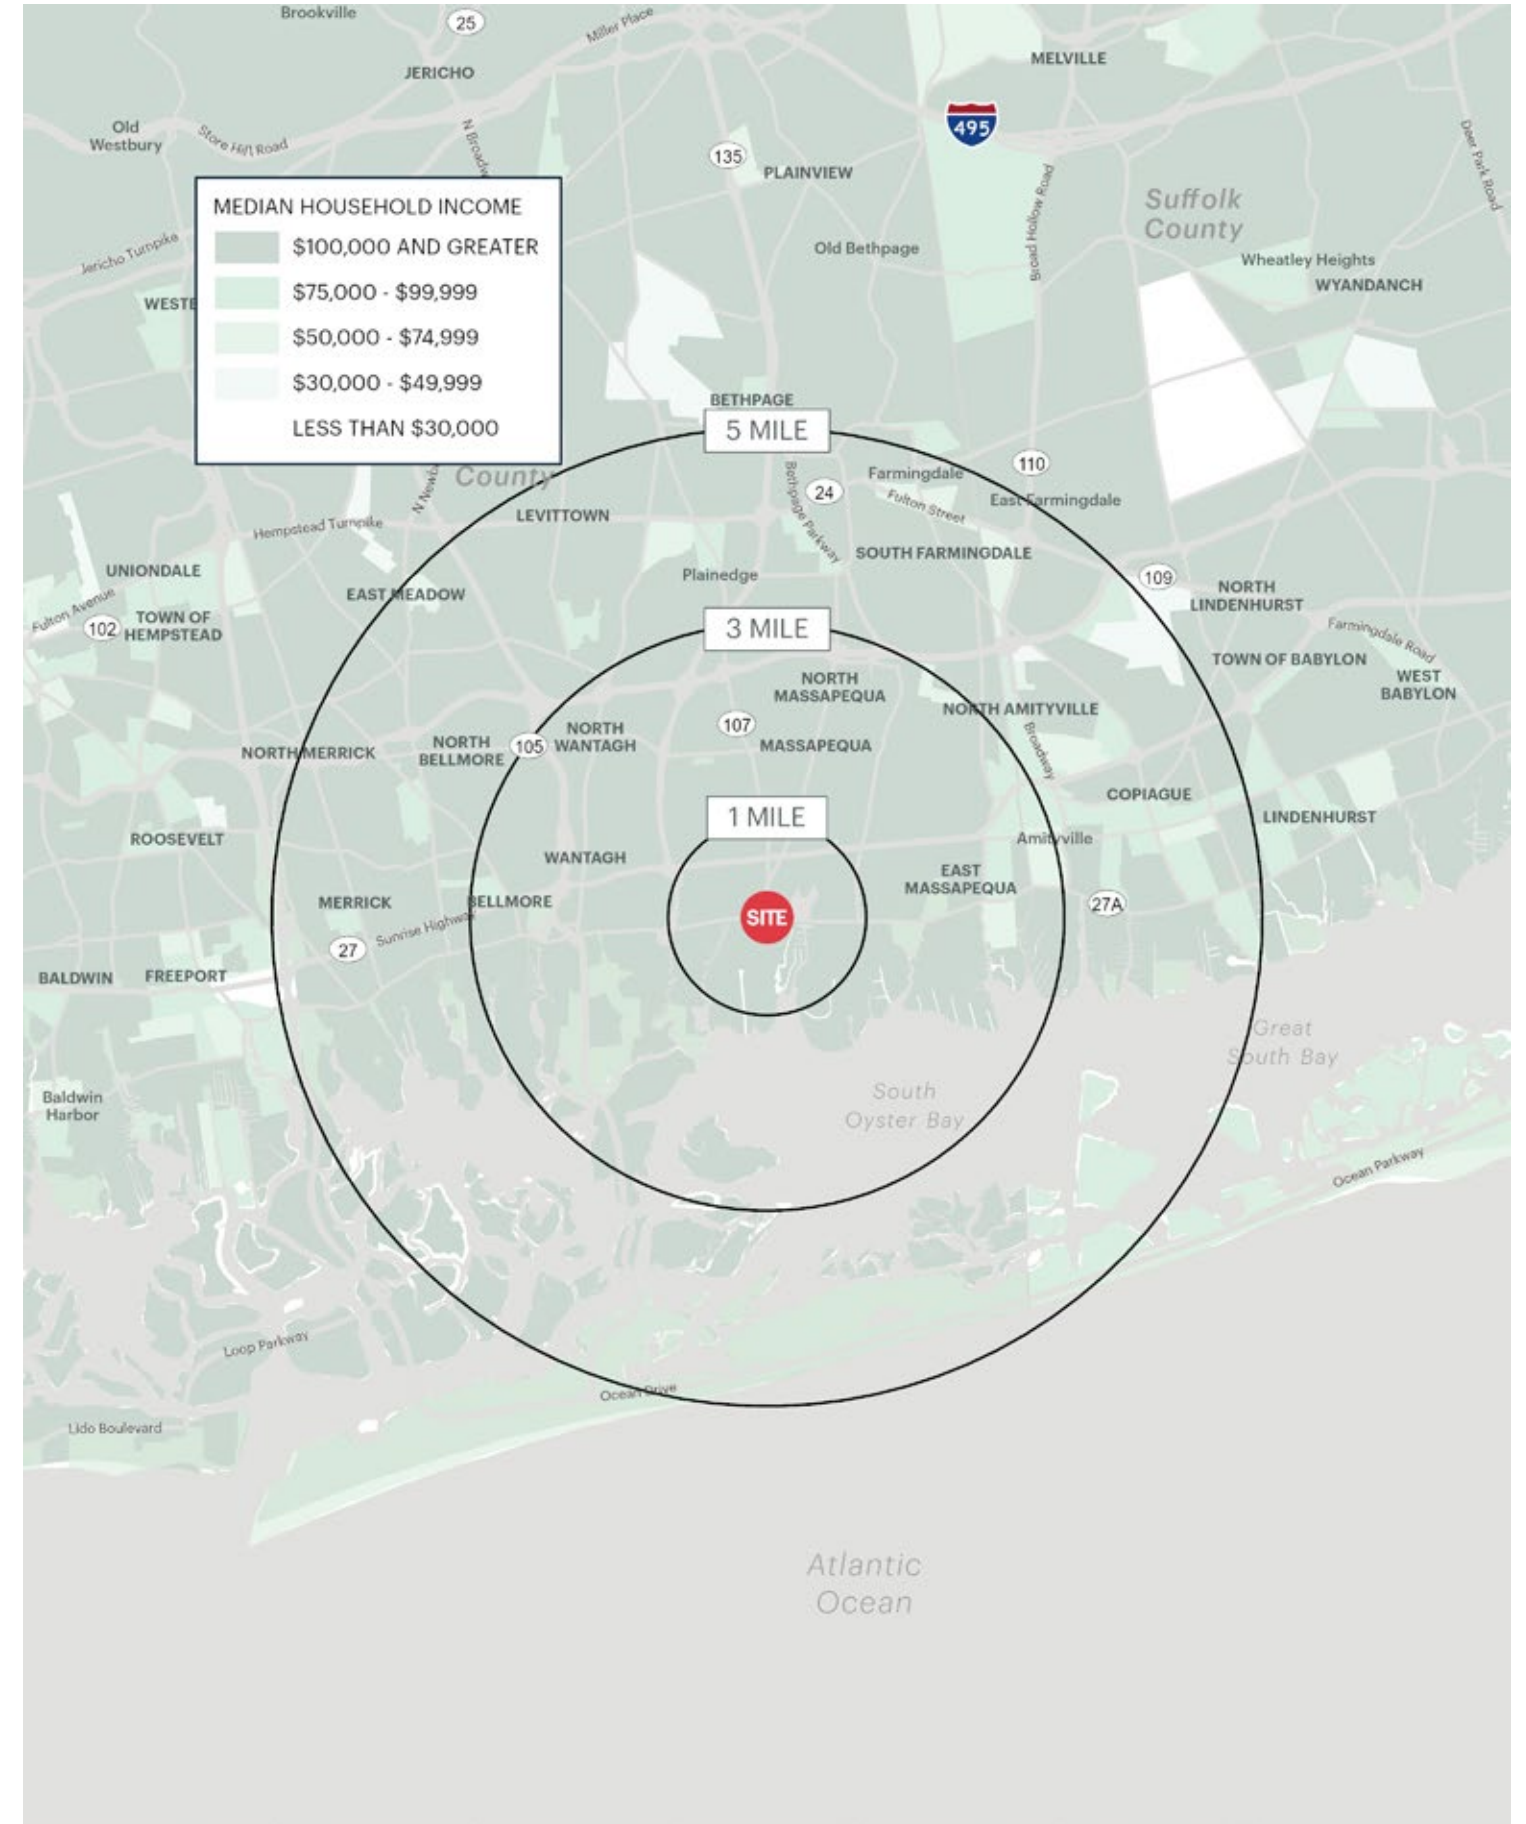 Brookville
25
Miller Place
JERICHO
MELVILLE
Old
Westbury
Store Hill Road
N Broadw
495
135
PLAINVIEW
Deer Park Road
Broad Hollow Road
Suffolk
County
MEDIAN HOUSEHOLD INCOME
$100,000 AND GREATER
$75,000 - $99,999
$50,000 - $74,999
$30,000 - $49,999
LESS THAN $30,000
Jericho Turnpike
Old Bethpage
Wheatley Heights
WYANDANCH
WESTE
BETHPAGE
5 MILE
County
N Newb
Bethpage Parkway
24
Farmingdale
110
Fulton Street
East Farmingdale
LEVITTOWN
Hempstead Turnpike
SOUTH FARMINGDALE
UNIONDALE
Plainedge
109
EAST MEADOW
NORTH
LINDENHURST
Fulton Avenue
102
TOWN OF
HEMPSTEAD
3 MILE
Farmingdale Road
TOWN OF BABYLON
WEST
BABYLON
NORTH
MASSAPEQUA
NORTH AMITYVILLE
107
NORTH
WANTAGH
105
NORTH
BELLMORE
NORTH MERRICK
MASSAPEQUA
Broadway
COPIAGUE
1 MILE
LINDENHURST
ROOSEVELT
Amityville
WANTAGH
EAST
MASSAPEQUA
MERRICK
BELLMORE
27A
SITE
Sunrise Highway
27
BALDWIN
FREEPORT
Great
South Bay
Baldwin
Harbor
South
Oyster Bay
Ocean Parkway
Loop Parkway
Ocean Drive
Lido Boulevard
Atlantic
Ocean